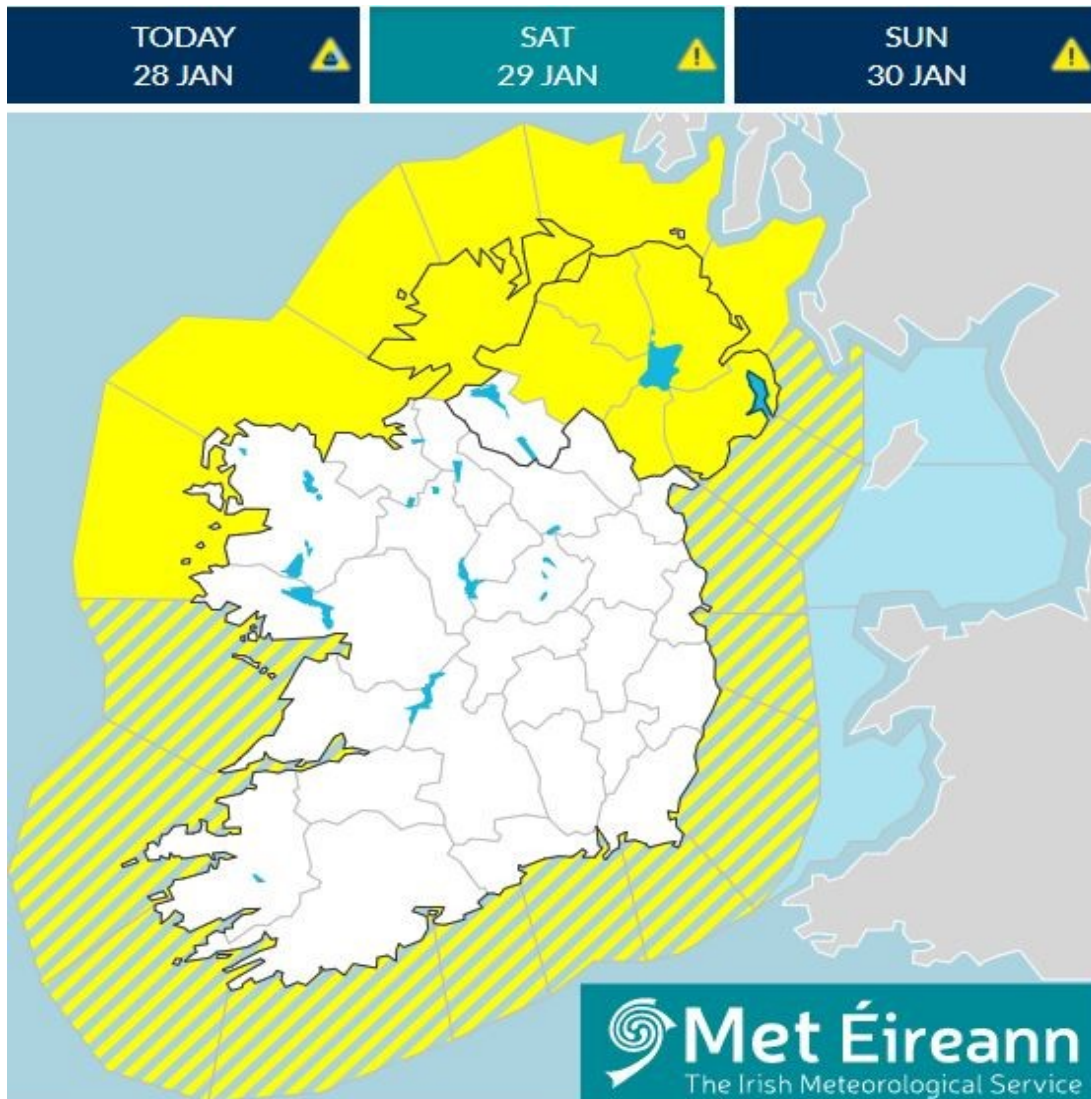 TODAY
28 JAN
SAT
29 JAN
SUN
30 JAN
Met Éireann
The Irish Meteorological Service